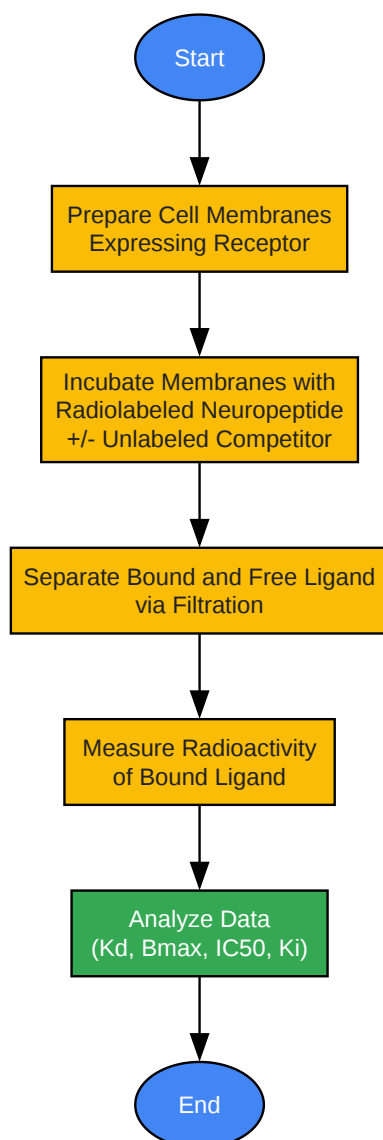 Start
Prepare Cell Membranes
Expressing Receptor
Incubate Membranes with
Radiolabeled Neuropeptide
+/- Unlabeled Competitor
Separate Bound and Free Ligand
via Filtration
Measure Radioactivity
of Bound Ligand
Analyze Data
(Kd, Bmax, IC50, Ki)
End